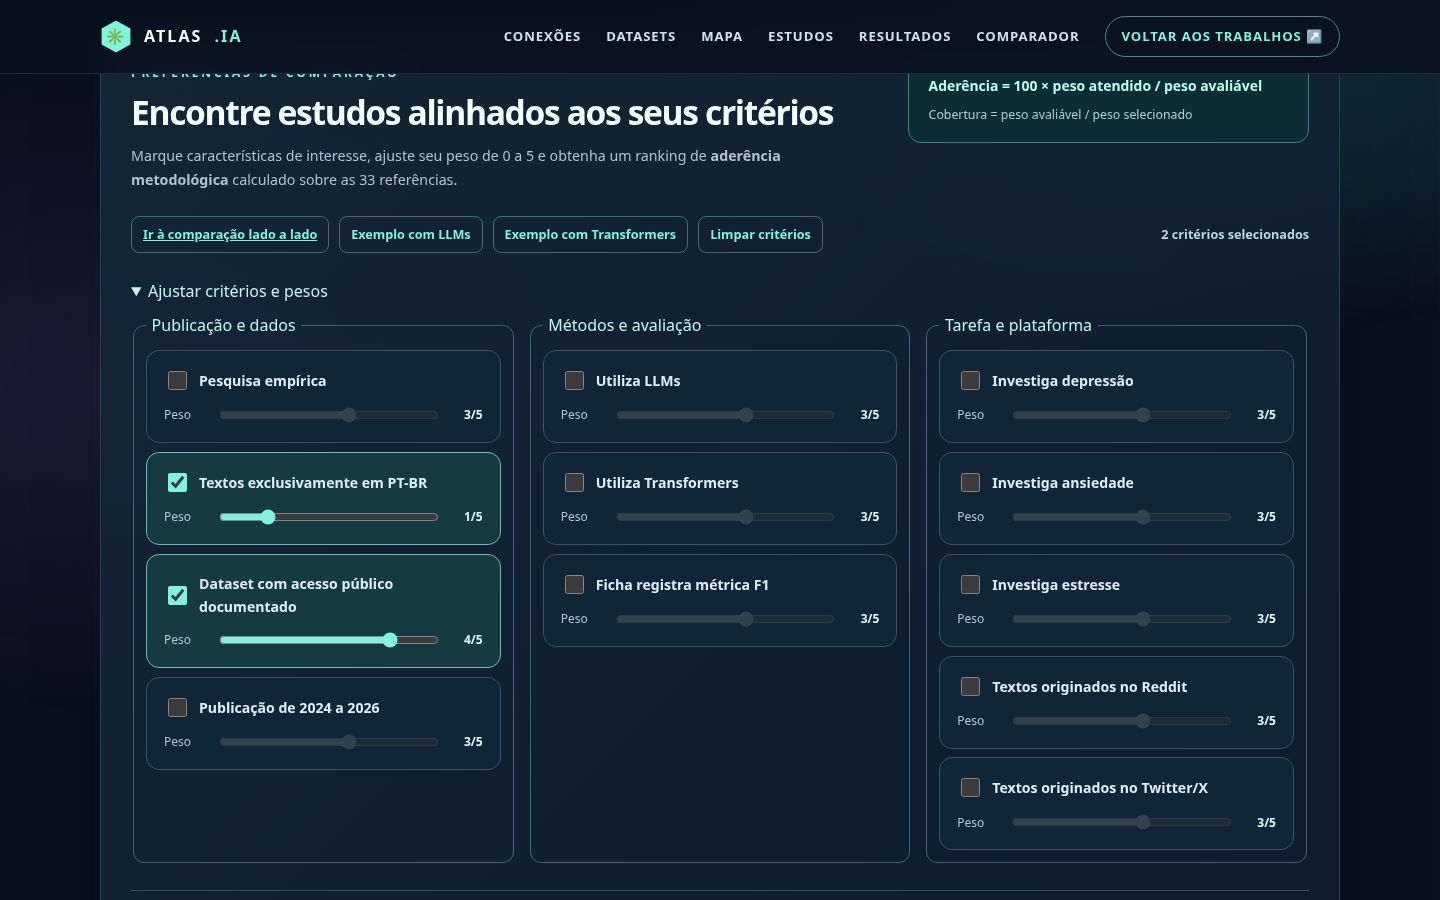 ATLAS .IA
CONEXÕES
DATASETS
MAPA
ESTUDOS
RESULTADOS
COMPARADOR
VOLTAR AOS TRABALHOS ↗
PREFERÊNCIAS DE COMPARAÇÃO
Encontre estudos alinhados aos seus critérios
Marque características de interesse, ajuste seu peso de 0 a 5 e obtenha um ranking de aderência
metodológica calculado sobre as 33 referências.
Aderência = 100 × peso atendido / peso avaliável
Cobertura = peso avaliável / peso selecionado
Ir à comparação lado a lado
Exemplo com LLMs
Exemplo com Transformers
Limpar critérios
2 critérios selecionados
▼ Ajustar critérios e pesos
Publicação e dados
Pesquisa empírica
Peso 3/5
Textos exclusivamente em PT-BR
Peso 1/5
Dataset com acesso público
documentado
Peso 4/5
Publicação de 2024 a 2026
Peso 3/5
Métodos e avaliação
Utiliza LLMs
Peso 3/5
Utiliza Transformers
Peso 3/5
Ficha registra métrica F1
Peso 3/5
Tarefa e plataforma
Investiga depressão
Peso 3/5
Investiga ansiedade
Peso 3/5
Investiga estresse
Peso 3/5
Textos originados no Reddit
Peso 3/5
Textos originados no Twitter/X
Peso 3/5